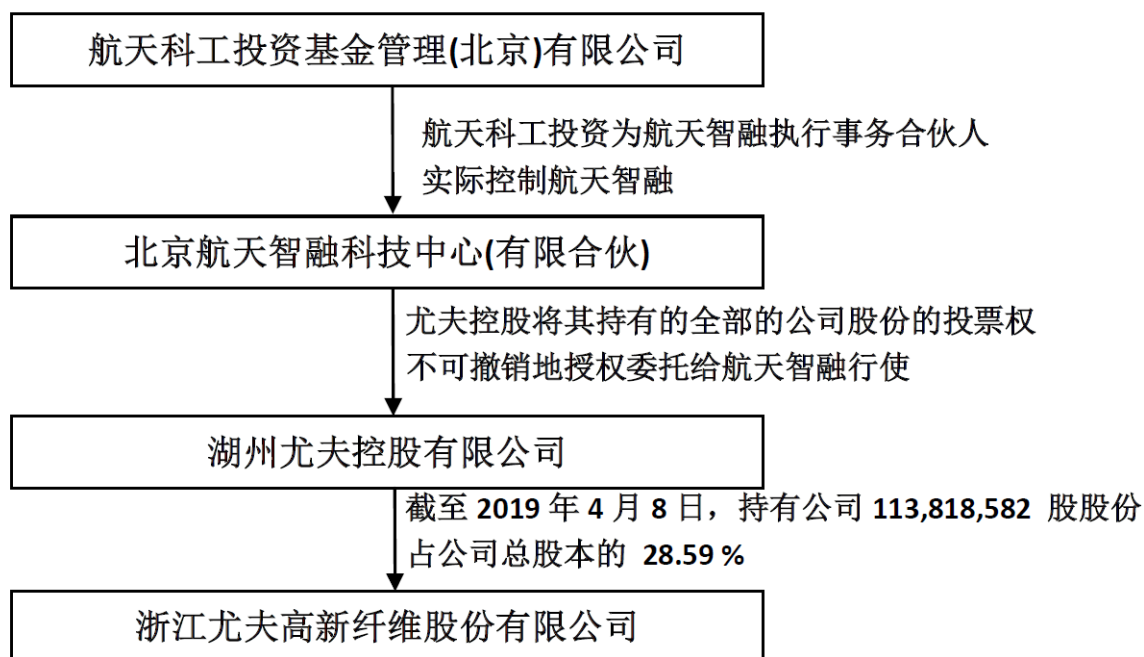 航天科工投资基金管理(北京)有限公司
航天科工投资为航天智融执行事务合伙人
实际控制航天智融
北京航天智融科技中心(有限合伙)
尤夫控股将其持有的全部的公司股份的投票权
不可撤销地授权委托给航天智融行使
湖州尤夫控股有限公司
截至 2019 年 4 月 8 日，持有公司 113,818,582 股股份
占公司总股本的 28.59 %
浙江尤夫高新纤维股份有限公司